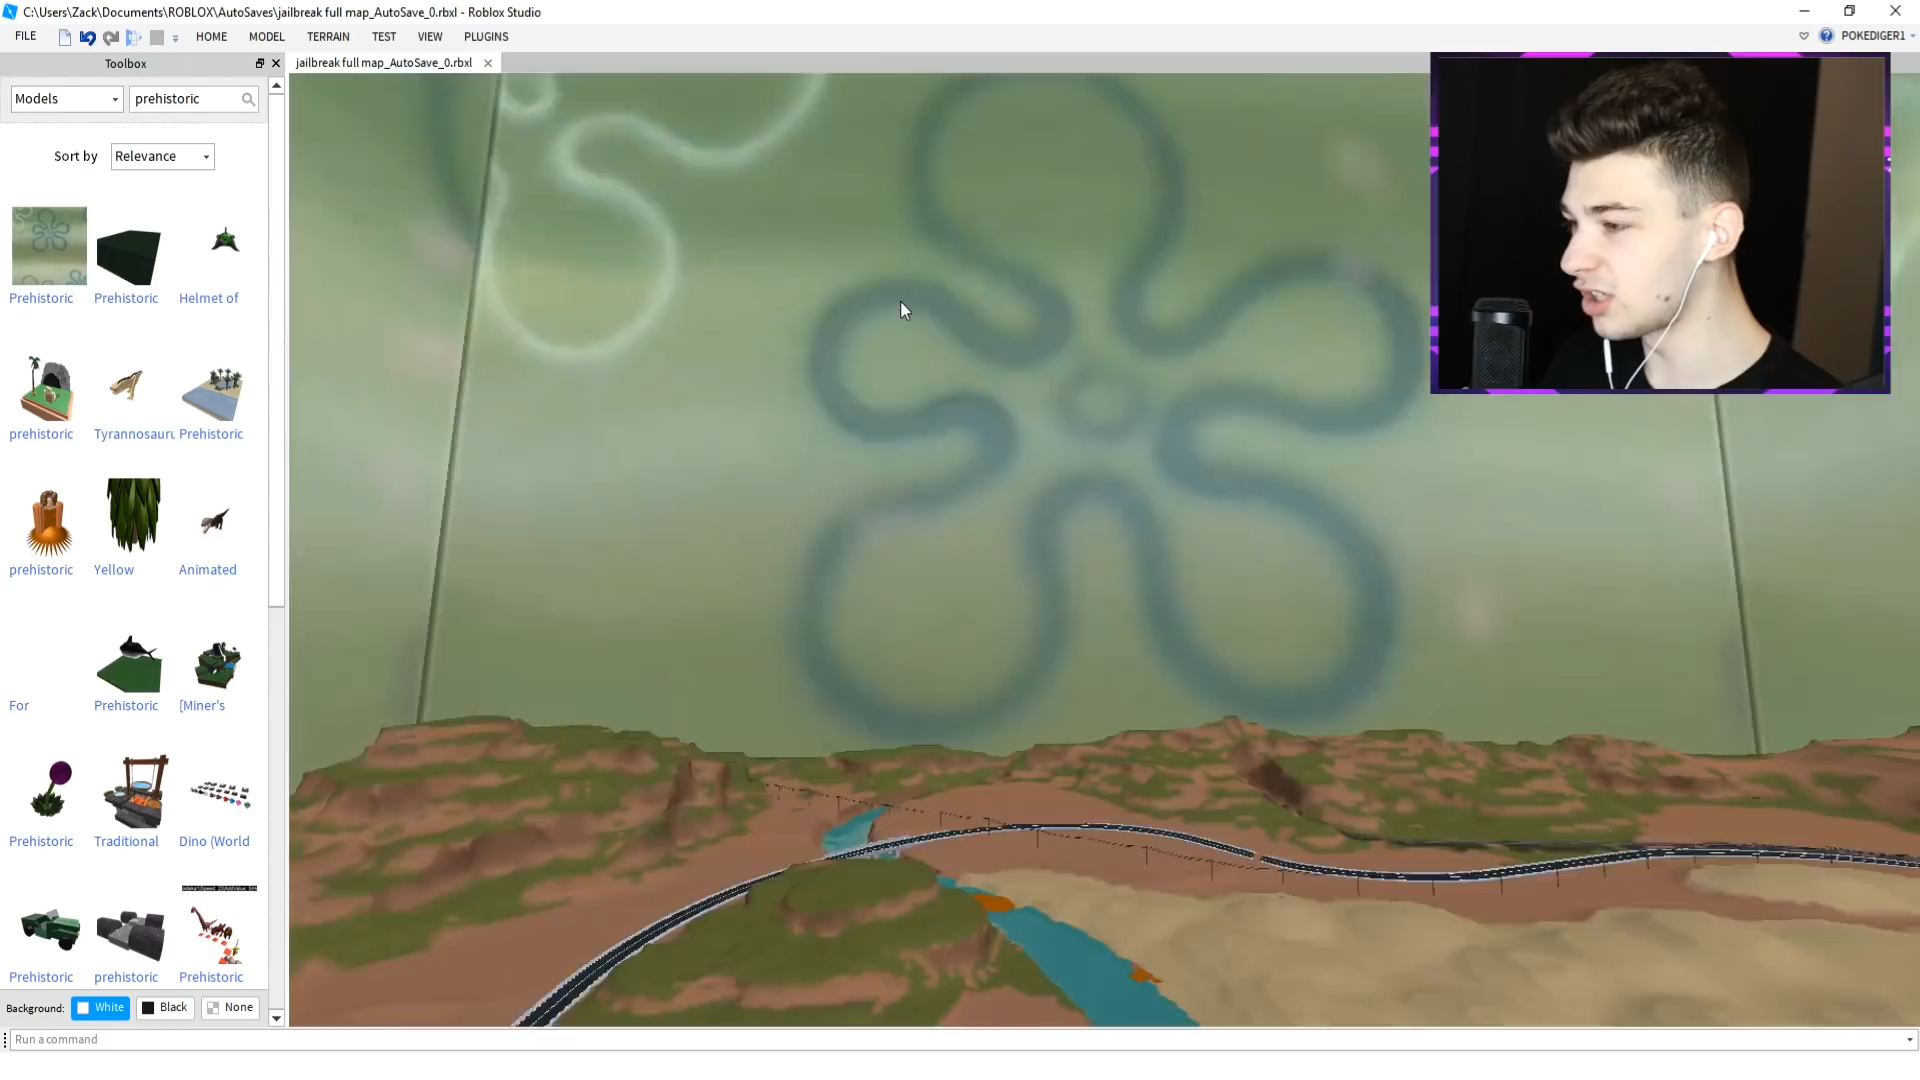 C:\Users\Zack\Documents\ROBLOX\AutoSaves\jailbreak full map_AutoSave_0.rbxl - Roblox Studio
FILE HOME MODEL TERRAIN TEST VIEW PLUGINS POKEDIGER1
Toolbox
jailbreak full map_AutoSave_0.rbxl
Models prehistoric
Sort by Relevance
Prehistoric Prehistoric Helmet of
prehistoric Tyrannosauru Prehistoric
prehistoric Yellow Animated
For Prehistoric [Miner's
Prehistoric Traditional Dino (World
Prehistoric prehistoric Prehistoric
Background: White Black None
Run a command